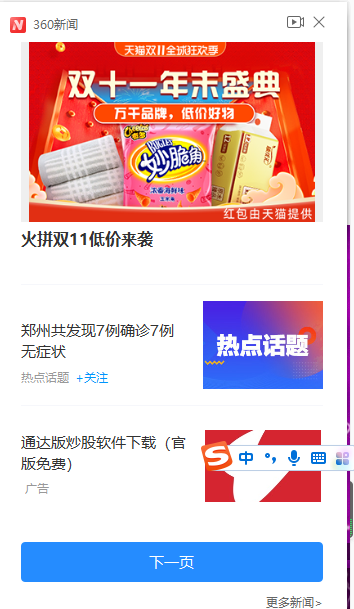 360新闻
天猫双11全球狂欢季
双十一年末盛典
万千品牌，低价好物
Cheetos
奇多
妙脆角
红包由天猫提供
火拼双11低价来袭
郑州共发现7例确诊7例
无症状
热点话题 +关注
热点话题
通达版炒股软件下载（官
版免费）
广告
中
下一页
更多新闻>